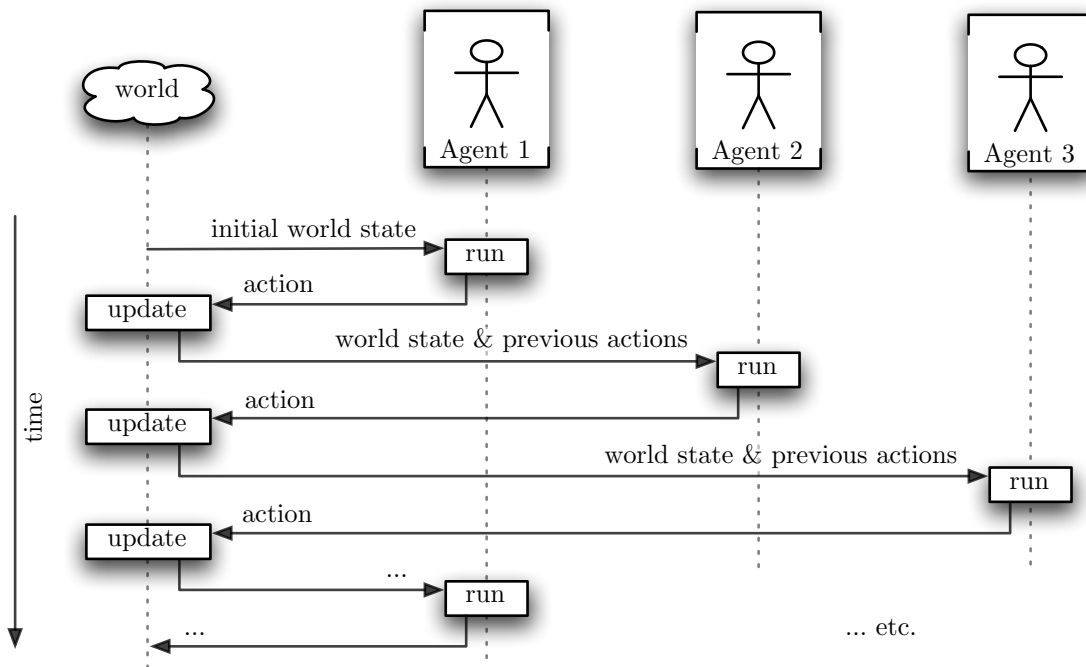 world
Agent 1
Agent 2
Agent 3
initial world state
run
action
update
world state & previous actions
run
time
action
update
world state & previous actions
run
action
update
...
run
...
... etc.